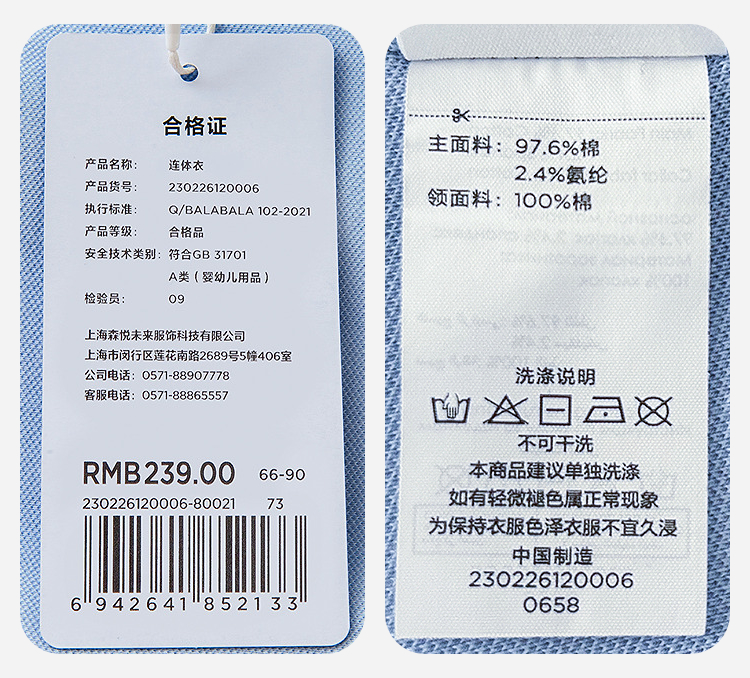 合格证
产品名称： 连体衣
产品货号： 230226120006
执行标准： Q/BALABALA 102-2021
产品等级： 合格品
安全技术类别： 符合GB 31701
A类（婴幼儿用品）
检验员： 09
上海森悦未来服饰科技有限公司
上海市闵行区莲花南路2689号5幢406室
公司电话： 0571-88907778
客服电话： 0571-88865557
RMB239.00 66-90
230226120006-80021 73
6 942641 852133
主面料：97.6%棉
2.4%氨纶
领面料：100%棉
洗涤说明
不可干洗
本商品建议单独洗涤
如有轻微褪色属正常现象
为保持衣服色泽衣服不宜久浸
中国制造
230226120006
0658